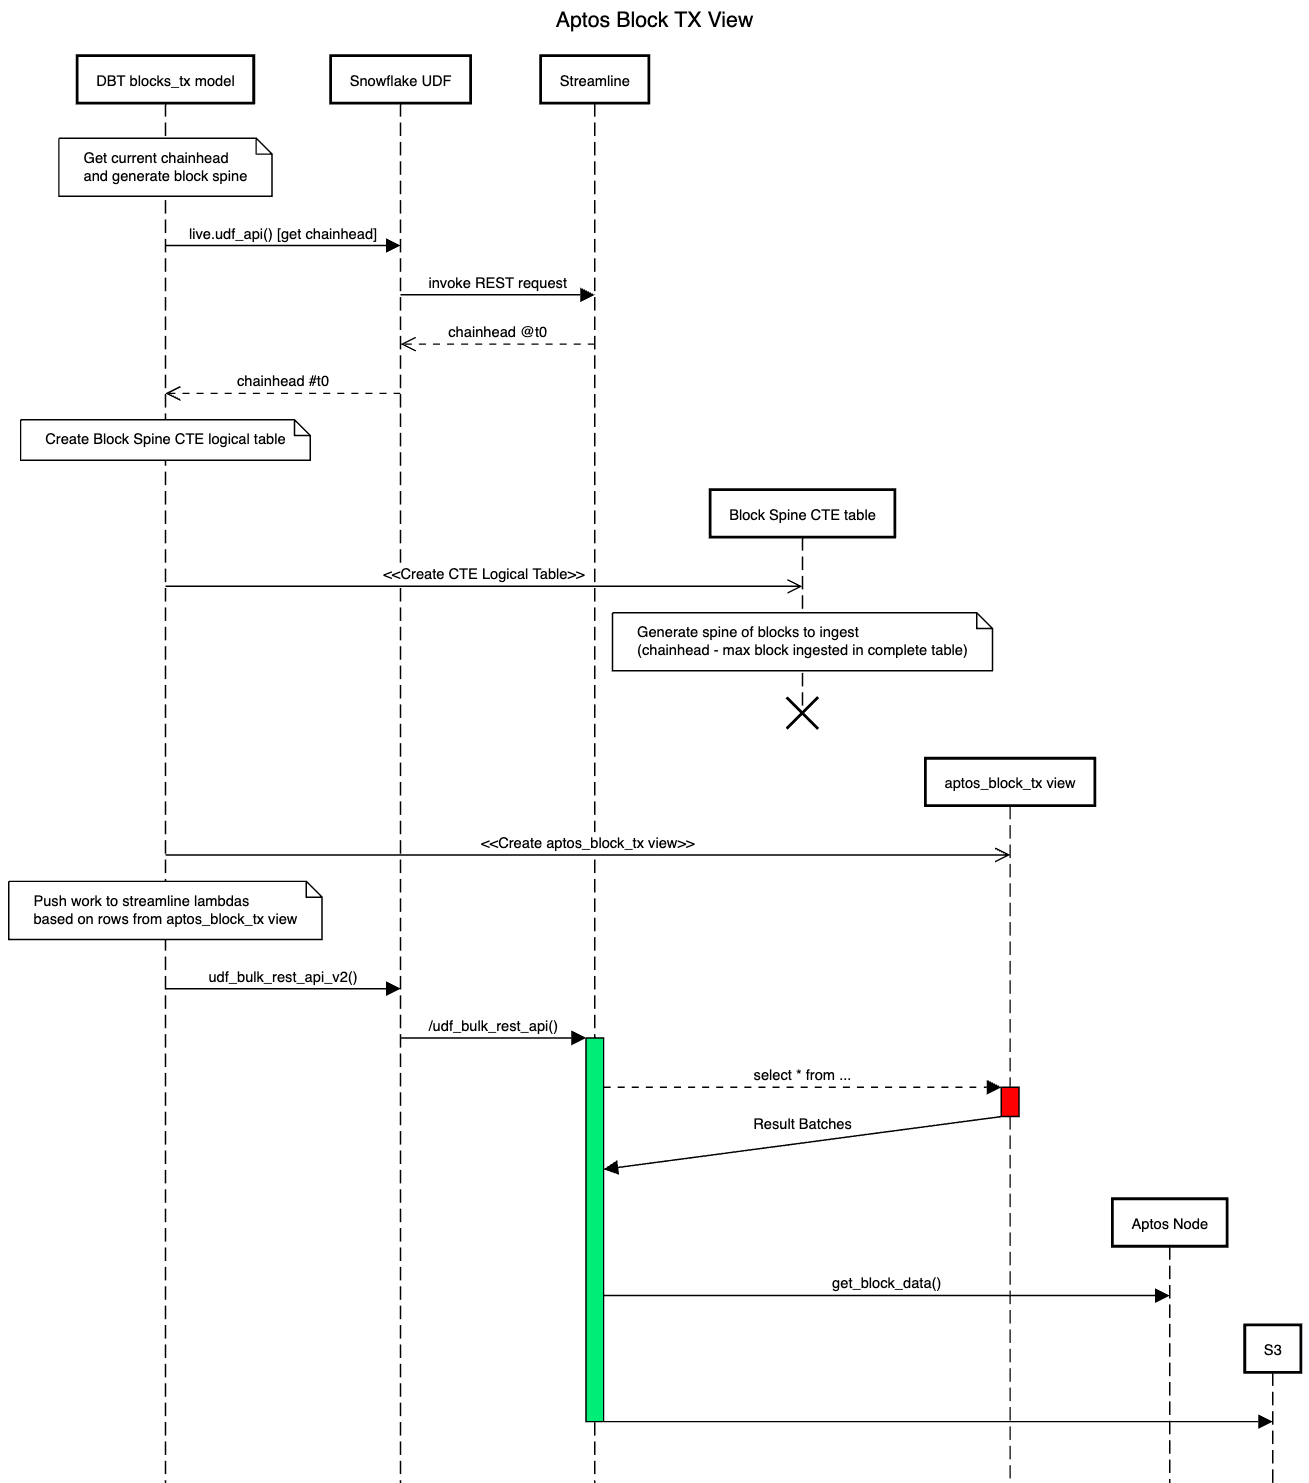 Aptos Block TX View
DBT blocks_tx model
Snowflake UDF
Streamline
Get current chainhead
and generate block spine
live.udf_api() [get chainhead]
invoke REST request
chainhead @t0
chainhead #t0
Create Block Spine CTE logical table
Block Spine CTE table
<<Create CTE Logical Table>>
Generate spine of blocks to ingest
(chainhead - max block ingested in complete table)
aptos_block_tx view
<<Create aptos_block_tx view>>
Push work to streamline lambdas
based on rows from aptos_block_tx view
udf_bulk_rest_api_v2()
/udf_bulk_rest_api()
select * from ...
Result Batches
Aptos Node
get_block_data()
S3